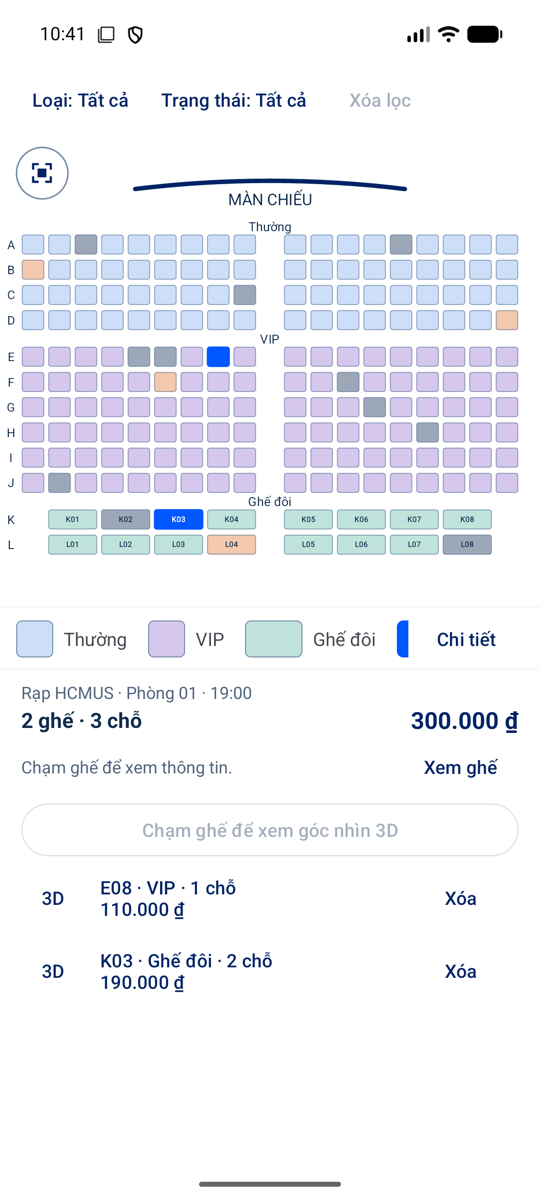 10:41
Loại: Tất cả Trạng thái: Tất cả Xóa lọc
MÀN CHIẾU
Thường
A
B
C
D
VIP
E
F
G
H
I
J
Ghế đôi
K K01 K02 K03 K04 K05 K06 K07 K08
L L01 L02 L03 L04 L05 L06 L07 L08
Thường VIP Ghế đôi Chi tiết
Rạp HCMUS · Phòng 01 · 19:00
2 ghế · 3 chỗ 300.000 ₫
Chạm ghế để xem thông tin. Xem ghế
Chạm ghế để xem góc nhìn 3D
3D E08 · VIP · 1 chỗ Xóa
110.000 ₫
3D K03 · Ghế đôi · 2 chỗ Xóa
190.000 ₫